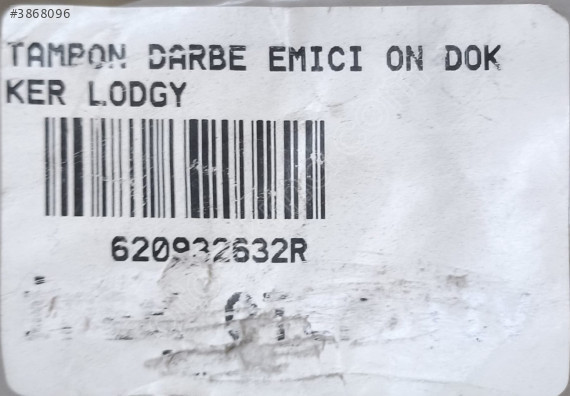 #3868096
TAMPON DARBE EMICI ON DOK
KER LODGY
620932632R